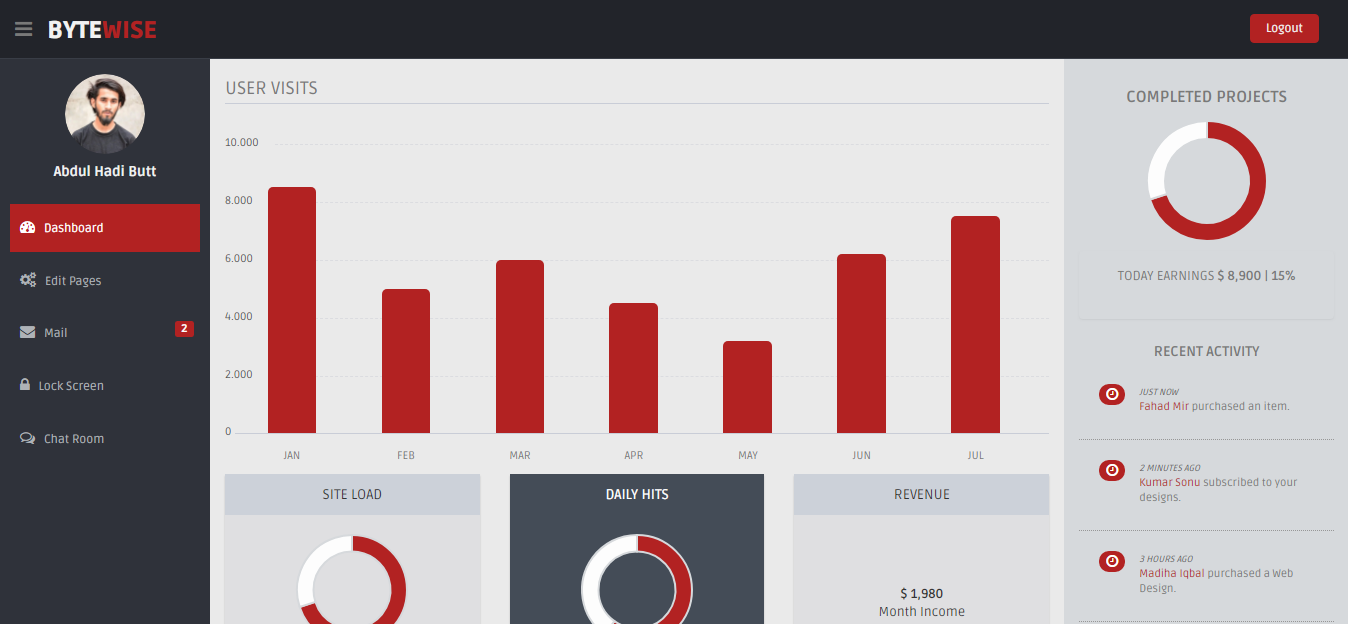 BYTEWISE
Logout
Abdul Hadi Butt
Dashboard
Edit Pages
Mail
2
Lock Screen
Chat Room
USER VISITS
10.000
8.000
6.000
4.000
2.000
0
JAN FEB MAR APR MAY JUN JUL
SITE LOAD
DAILY HITS
REVENUE
$ 1,980
Month Income
COMPLETED PROJECTS
TODAY EARNINGS $ 8,900 | 15%
RECENT ACTIVITY
JUST NOW
Fahad Mir purchased an item.
2 MINUTES AGO
Kumar Sonu subscribed to your
designs.
3 HOURS AGO
Madiha Iqbal purchased a Web
Design.